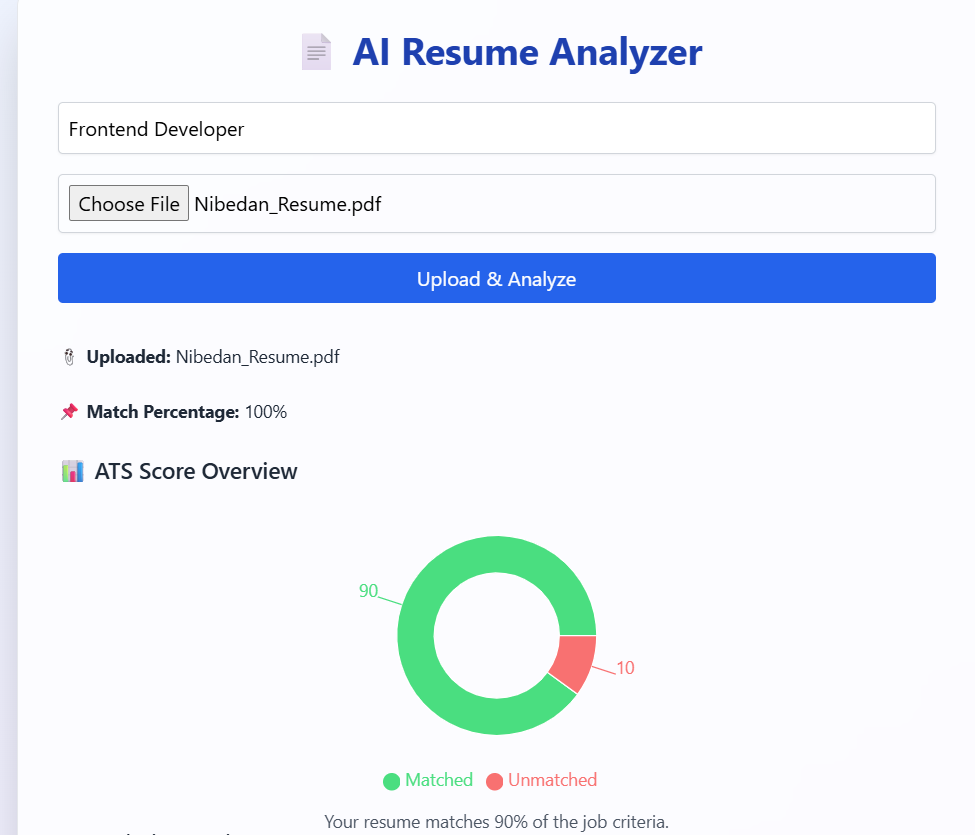 AI Resume Analyzer
Frontend Developer
Choose File Nibedan_Resume.pdf
Upload & Analyze
Uploaded: Nibedan_Resume.pdf
Match Percentage: 100%
ATS Score Overview
90
10
Matched Unmatched
Your resume matches 90% of the job criteria.